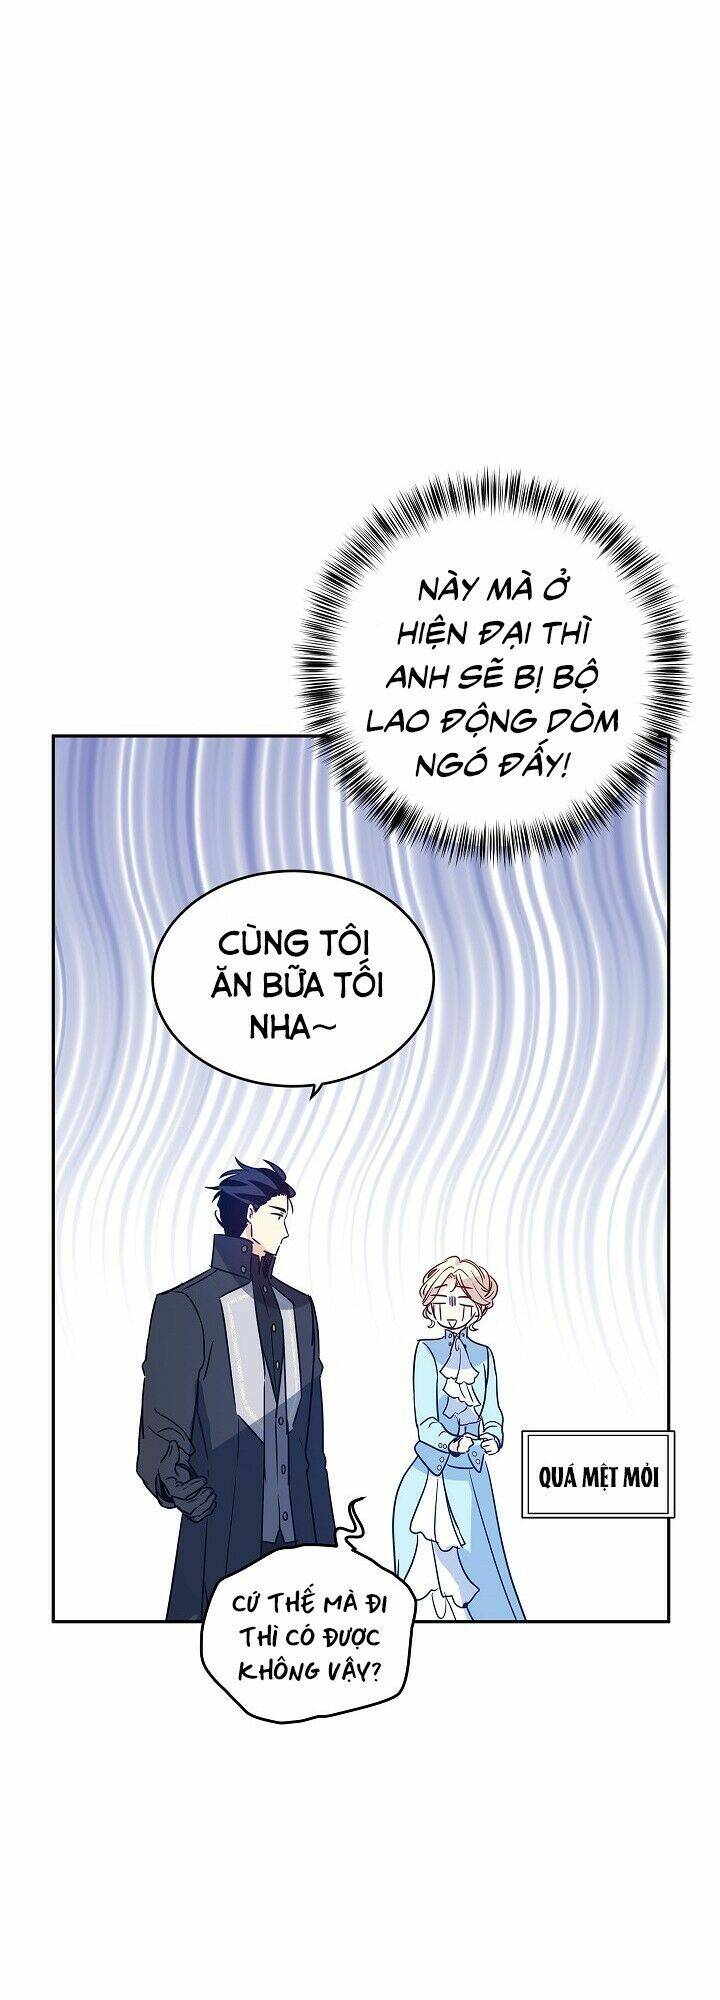 NÀY MÀ Ở
HIỆN ĐẠI THÌ
ANH SẼ BỊ BỘ
LAO ĐỘNG DÒM
NGÓ ĐẤY!
CÙNG TÔI
ĂN BỮA TỐI
NHA~
QUÁ MỆT MỎI
CỨ THẾ MÀ ĐI
THÌ CÓ ĐƯỢC
KHÔNG VẬY?